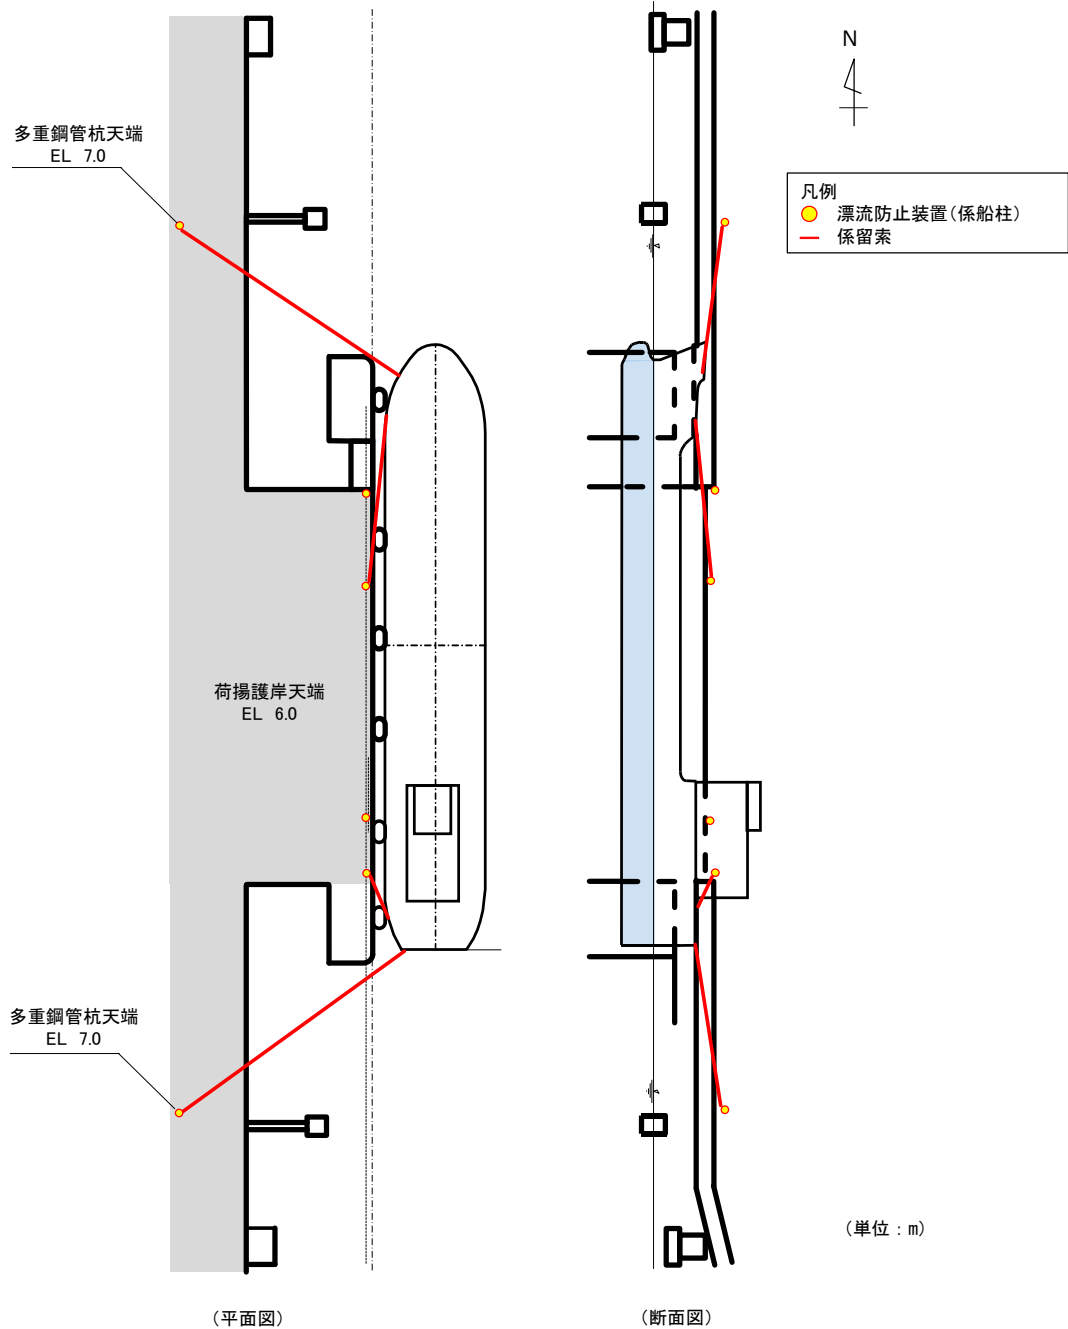 N
多重鋼管杭天端
EL 7.0
凡例
漂流防止装置(係船柱)
係留索
荷揚護岸天端
EL 6.0
多重鋼管杭天端
EL 7.0
(単位：m)
(平面図)
(断面図)